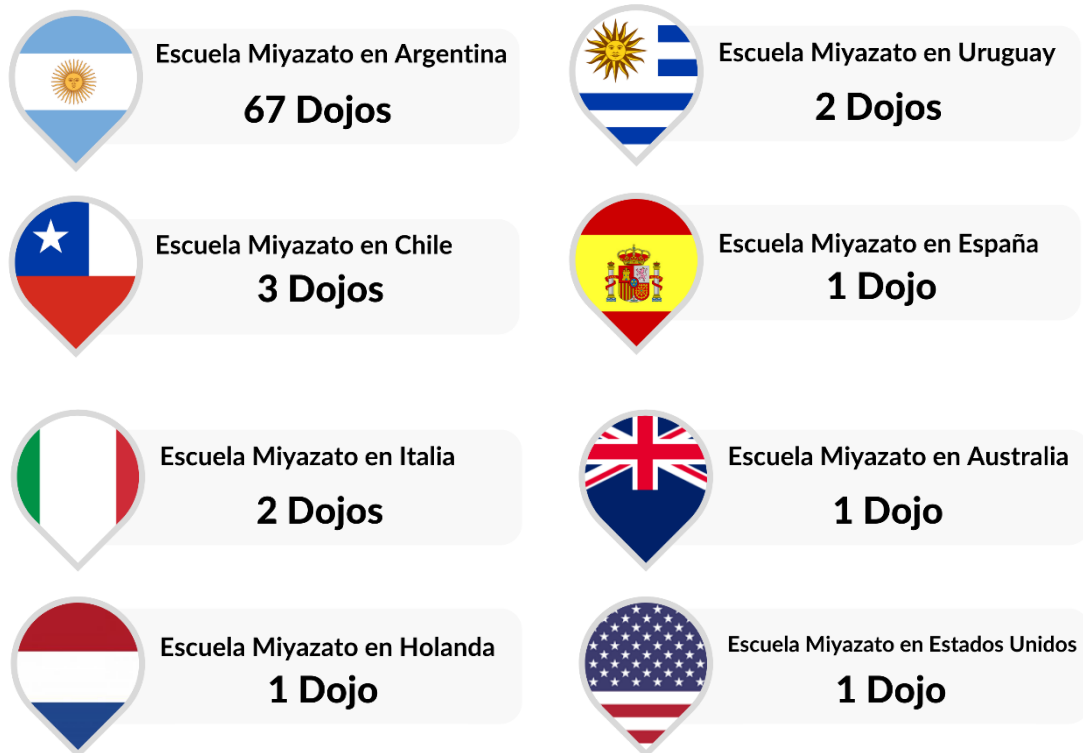 Escuela Miyazato en Argentina
67 Dojos
Escuela Miyazato en Uruguay
2 Dojos
Escuela Miyazato en Chile
3 Dojos
Escuela Miyazato en España
1 Dojo
Escuela Miyazato en Italia
2 Dojos
Escuela Miyazato en Australia
1 Dojo
Escuela Miyazato en Holanda
1 Dojo
Escuela Miyazato en Estados Unidos
1 Dojo